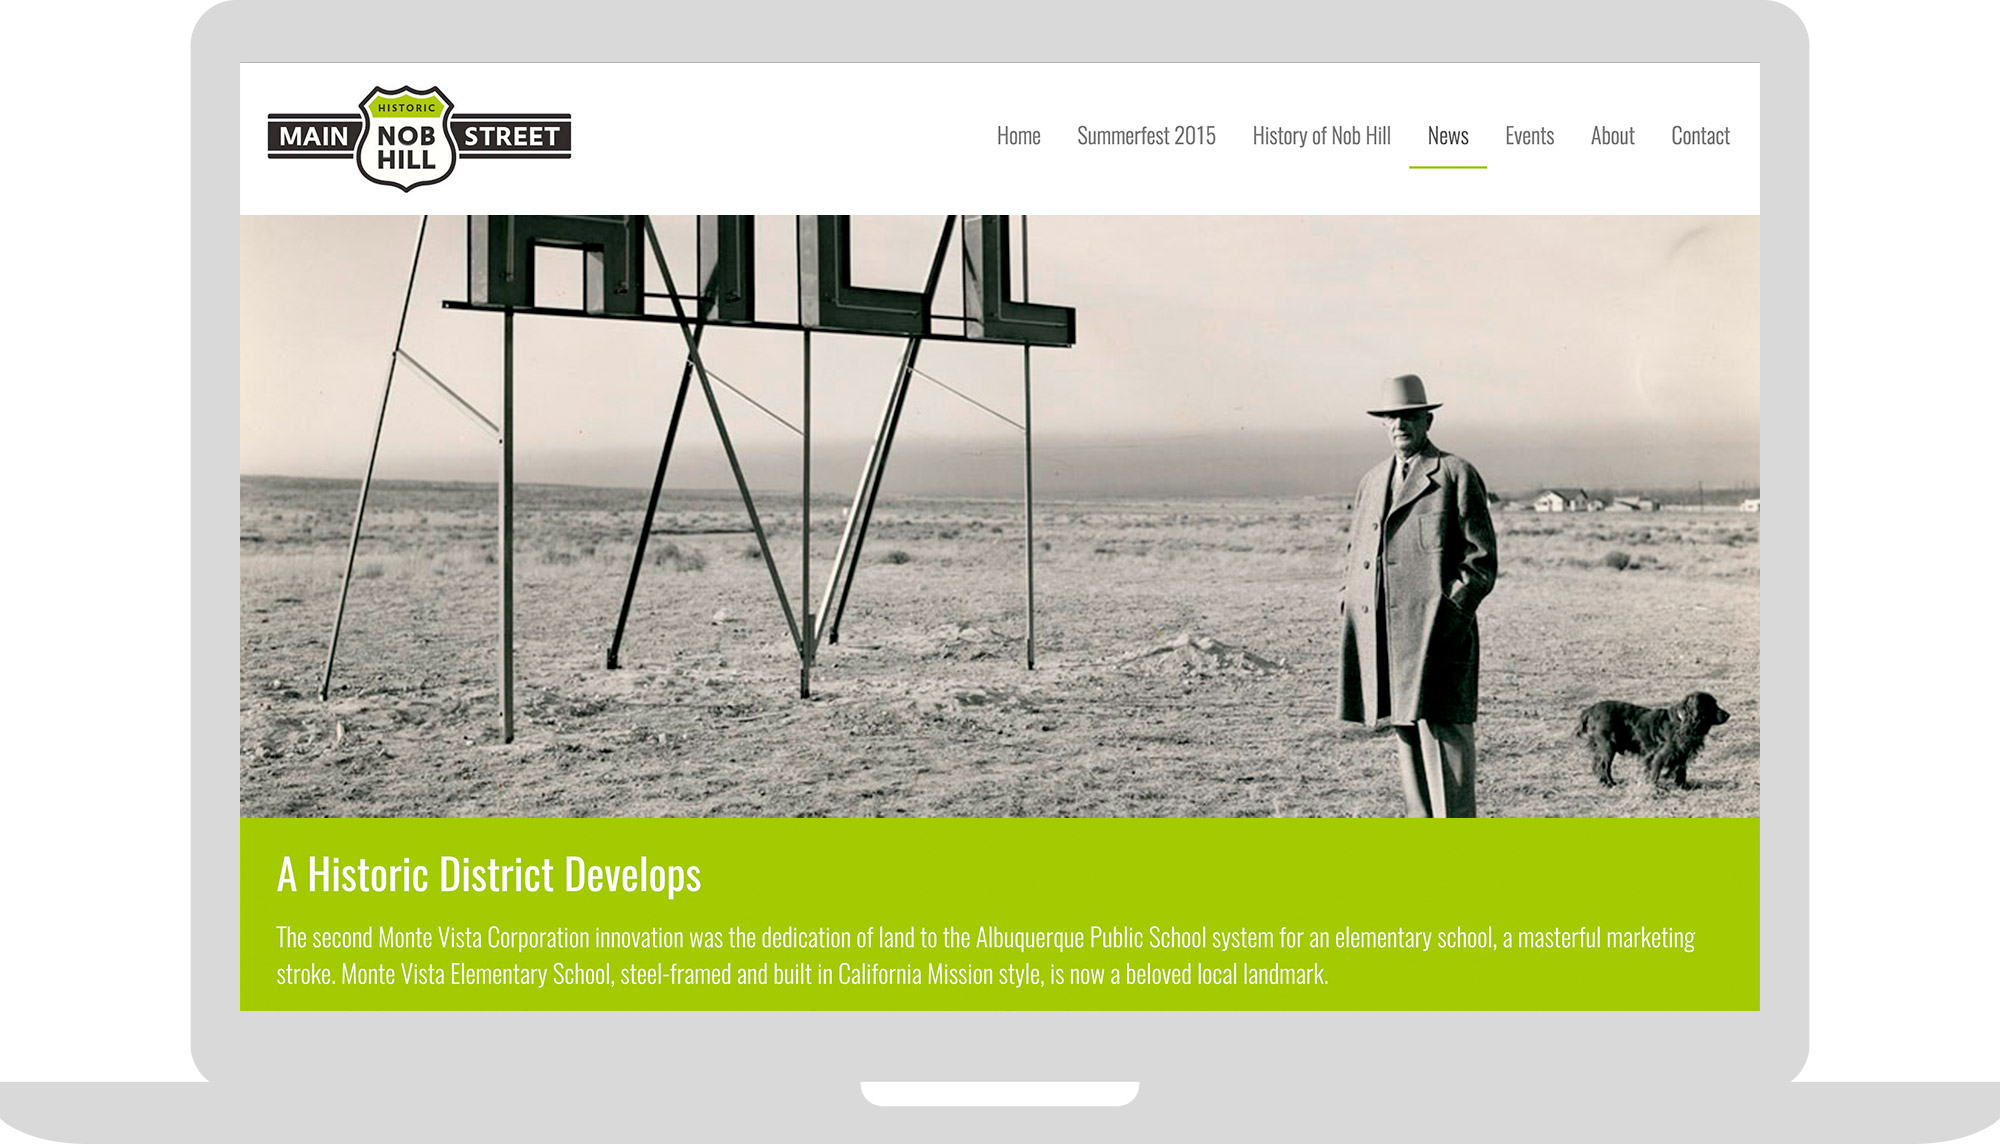 HISTORIC
MAIN NOB STREET
HILL
Home Summerfest 2015 History of Nob Hill News Events About Contact
HILL
A Historic District Develops
The second Monte Vista Corporation innovation was the dedication of land to the Albuquerque Public School system for an elementary school, a masterful marketing
stroke. Monte Vista Elementary School, steel-framed and built in California Mission style, is now a beloved local landmark.